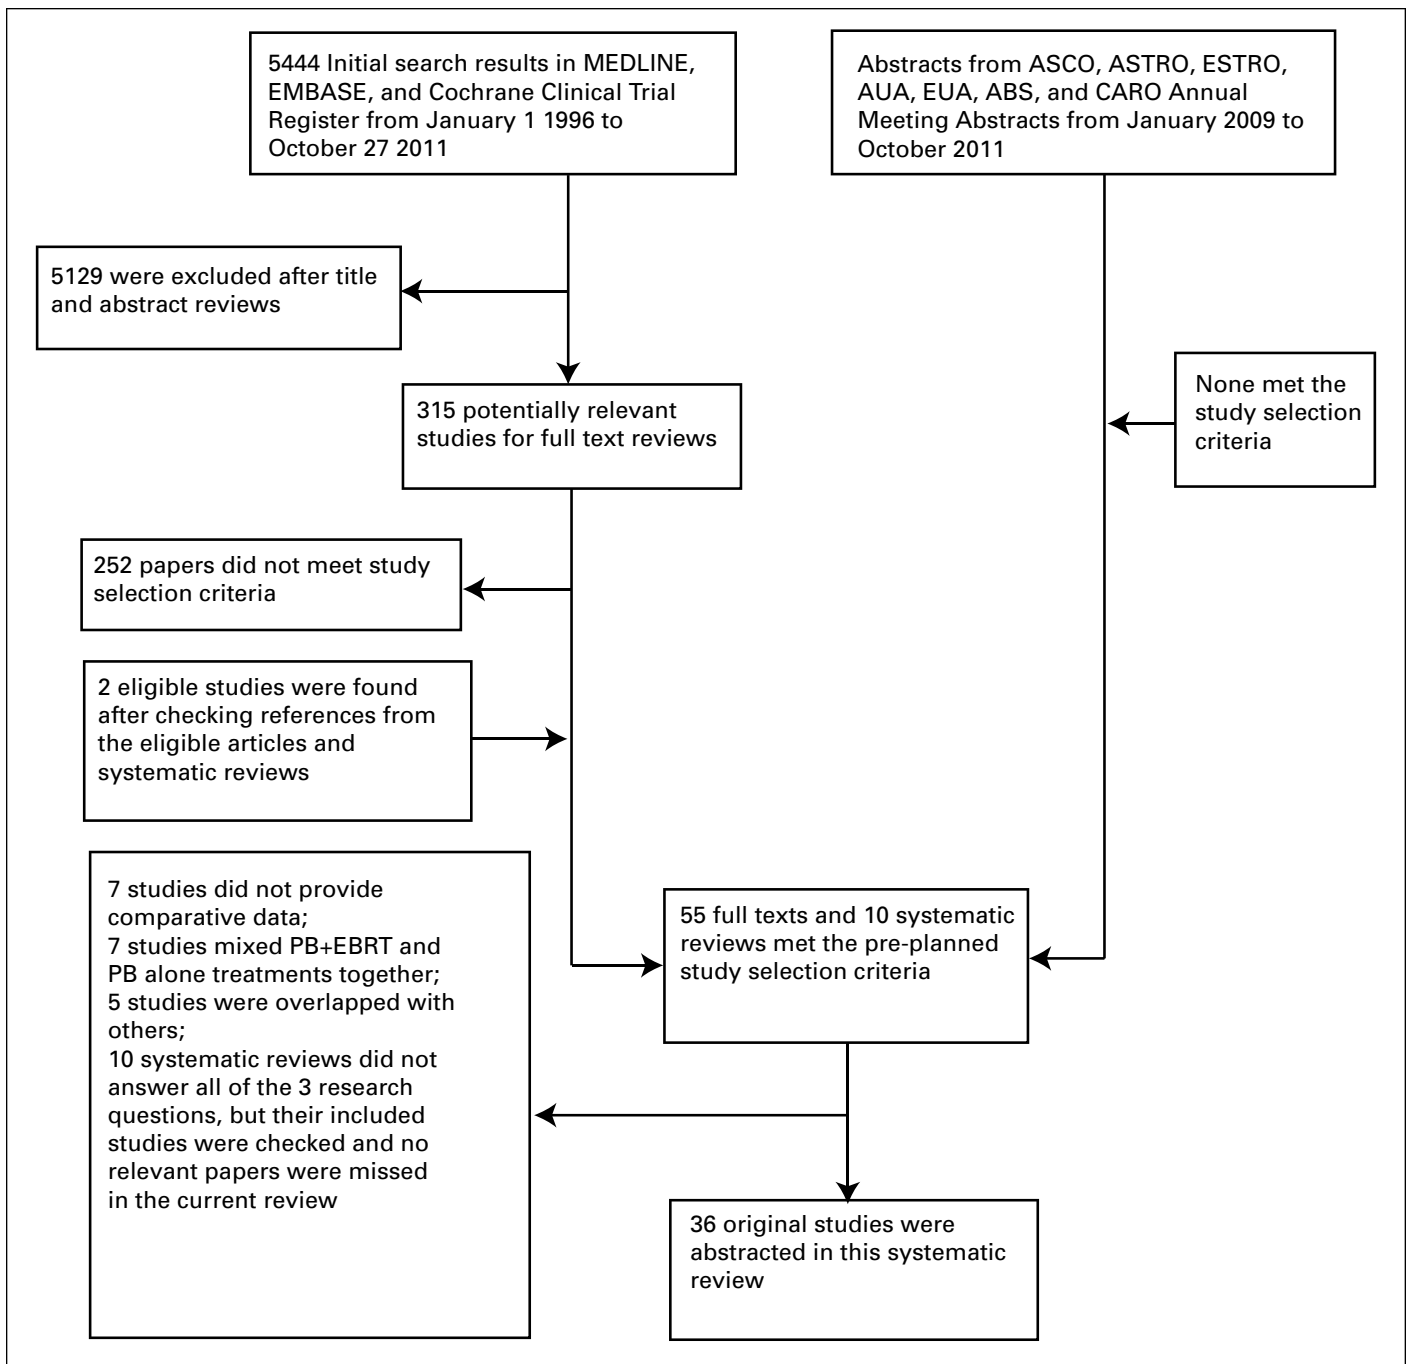 5444 Initial search results in MEDLINE,
EMBASE, and Cochrane Clinical Trial
Register from January 1 1996 to
October 27 2011
Abstracts from ASCO, ASTRO, ESTRO,
AUA, EUA, ABS, and CARO Annual
Meeting Abstracts from January 2009 to
October 2011
5129 were excluded after title
and abstract reviews
315 potentially relevant
studies for full text reviews
None met the
study selection
criteria
252 papers did not meet study
selection criteria
2 eligible studies were found
after checking references from
the eligible articles and
systematic reviews
7 studies did not provide
comparative data;
7 studies mixed PB+EBRT and
PB alone treatments together;
5 studies were overlapped with
others;
10 systematic reviews did not
answer all of the 3 research
questions, but their included
studies were checked and no
relevant papers were missed
in the current review
55 full texts and 10 systematic
reviews met the pre-planned
study selection criteria
36 original studies were
abstracted in this systematic
review